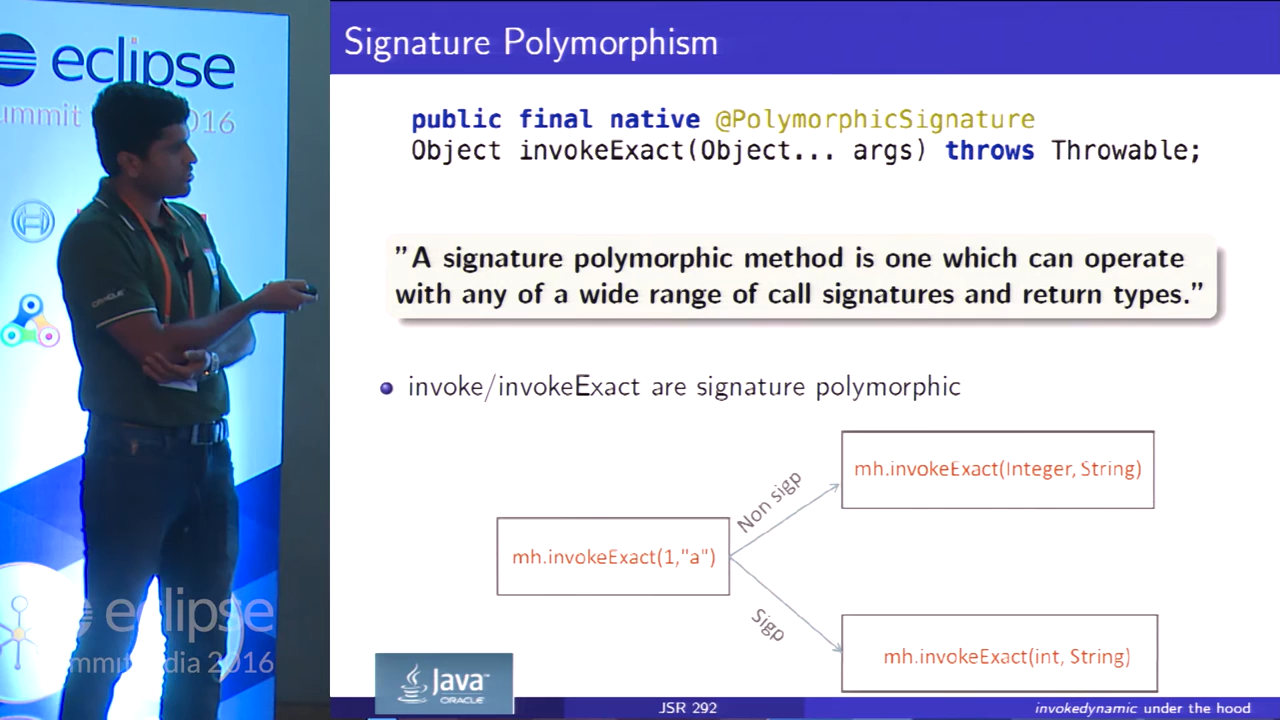 eclipse
ummit
2016
Signature Polymorphism
public final native @PolymorphicSignature
Object invokeExact(Object... args) throws Throwable;
"A signature polymorphic method is one which can operate
with any of a wide range of call signatures and return types."
invoke/invokeExact are signature polymorphic
mh.invokeExact(1,"a")
Non sigp
Sigp
mh.invokeExact(Integer, String)
mh.invokeExact(int, String)
ORACLE
eclipse
summit india 2016
Java™
ORACLE
JSR 292
invokedynamic under the hood